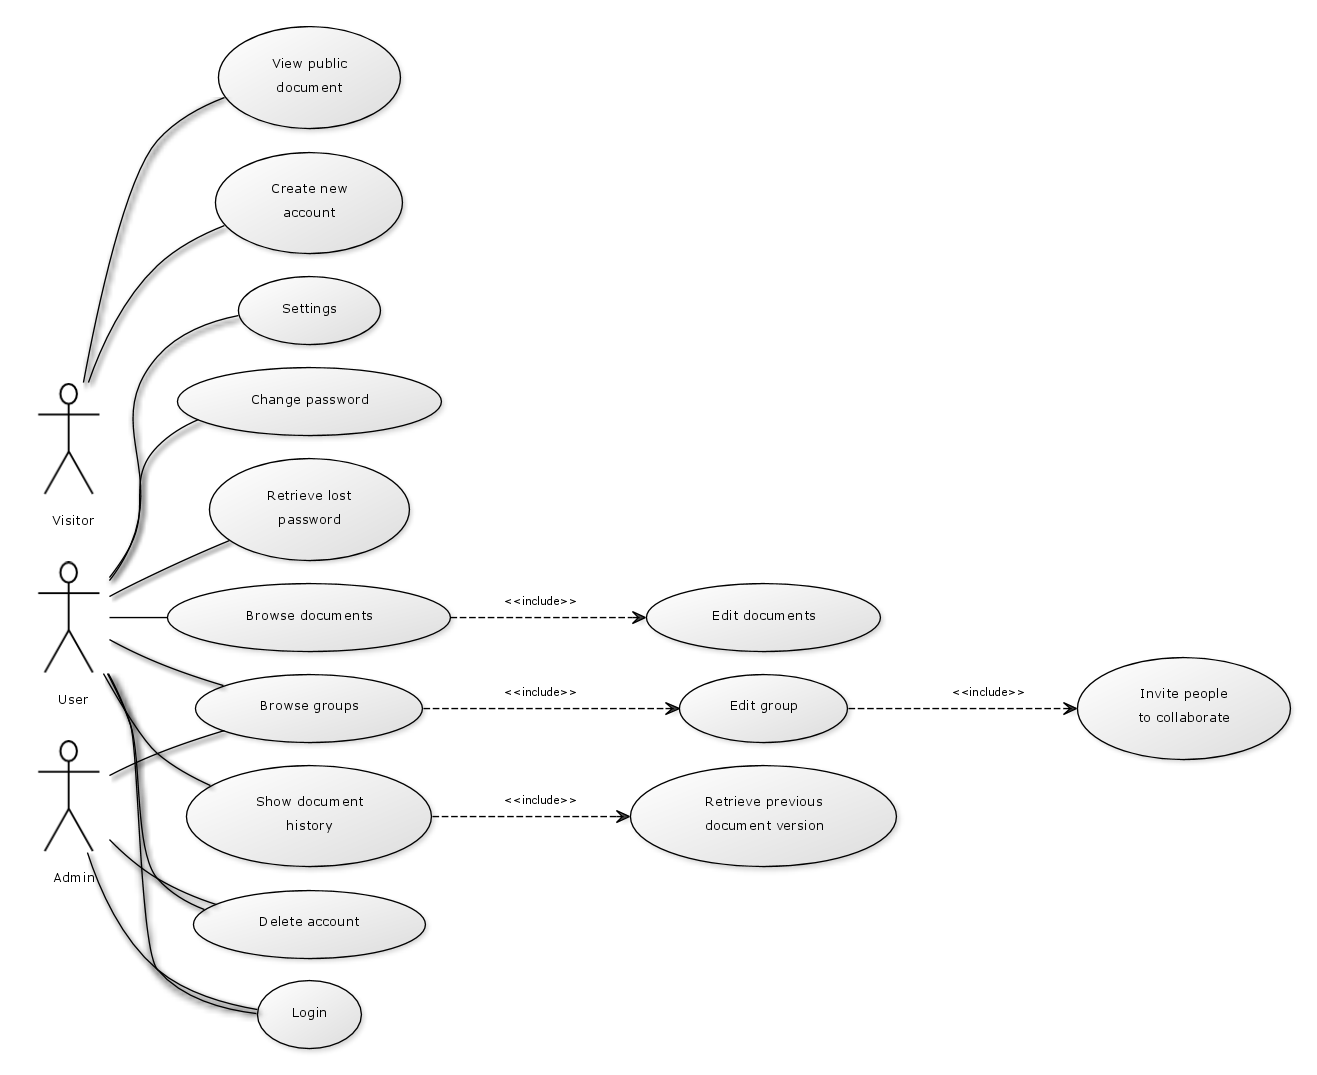 View public
document
Create new
account
Settings
Change password
Retrieve lost
password
Visitor
Browse documents
<<include>>
Edit documents
User
Browse groups
<<include>>
Edit group
<<include>>
Invite people
to collaborate
Show document
history
<<include>>
Retrieve previous
document version
Admin
Delete account
Login